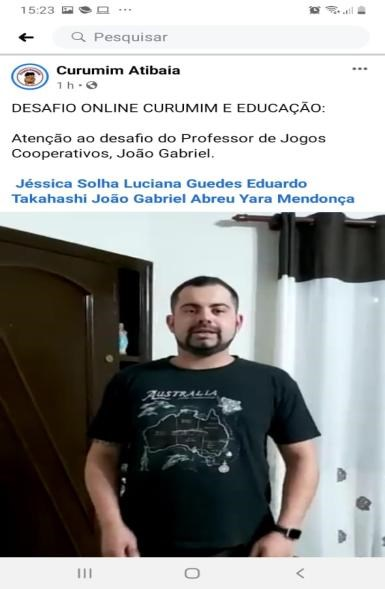 15:23
Pesquisar
Curumim Atibaia
1 h
DESAFIO ONLINE CURUMIM E EDUCAÇÃO:
Atenção ao desafio do Professor de Jogos
Cooperativos, João Gabriel.
Jéssica Solha Luciana Guedes Eduardo
Takahashi João Gabriel Abreu Yara Mendonça
AUSTRALIA